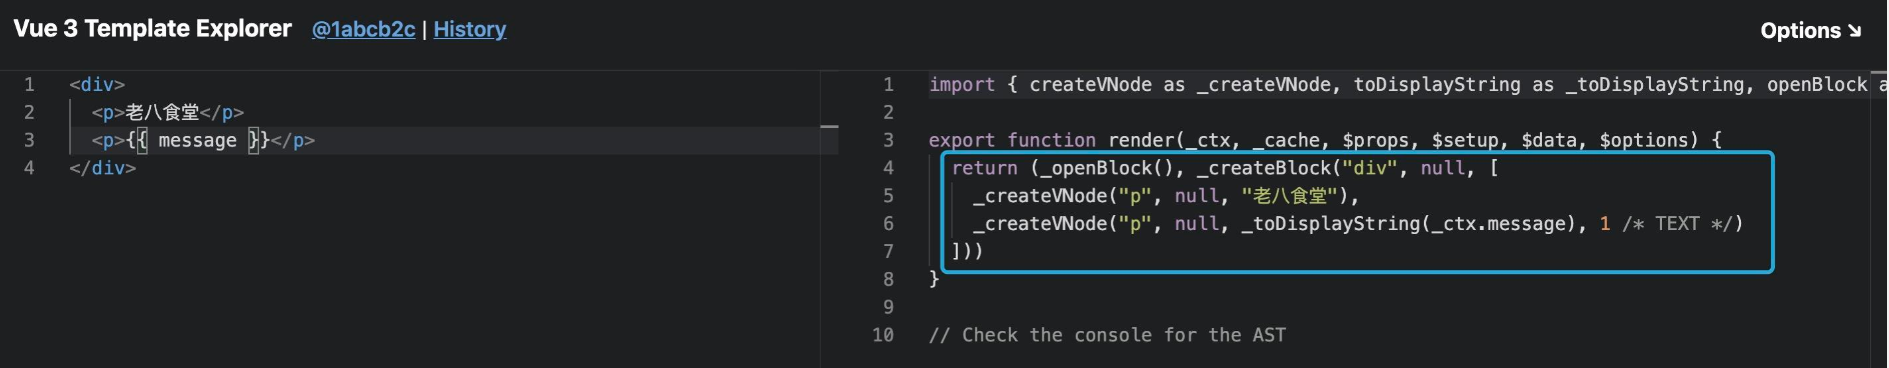 Vue 3 Template Explorer @1abcb2c | History
Options ↘
1 <div>
2 <p>老八食堂</p>
3 <p>{{ message }}</p>
4 </div>
1 import { createVNode as _createVNode, toDisplayString as _toDisplayString, openBlock a
2
3 export function render(_ctx, _cache, $props, $setup, $data, $options) {
4 return (_openBlock(), _createBlock("div", null, [
5 _createVNode("p", null, "老八食堂"),
6 _createVNode("p", null, _toDisplayString(_ctx.message), 1 /* TEXT */)
7 ]))
8 }
9
10 // Check the console for the AST